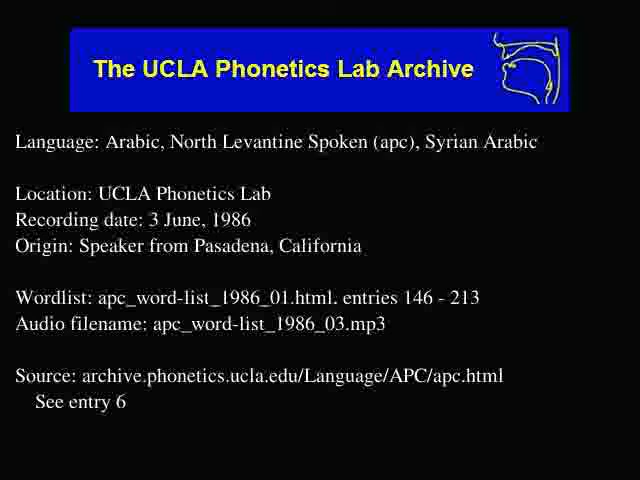 The UCLA Phonetics Lab Archive
Language: Arabic, North Levantine Spoken (apc), Syrian Arabic
Location: UCLA Phonetics Lab
Recording date: 3 June, 1986
Origin: Speaker from Pasadena, California
Wordlist: apc_word-list_1986_01.html. entries 146 - 213
Audio filename: apc_word-list_1986_03.mp3
Source: archive.phonetics.ucla.edu/Language/APC/apc.html
See entry 6